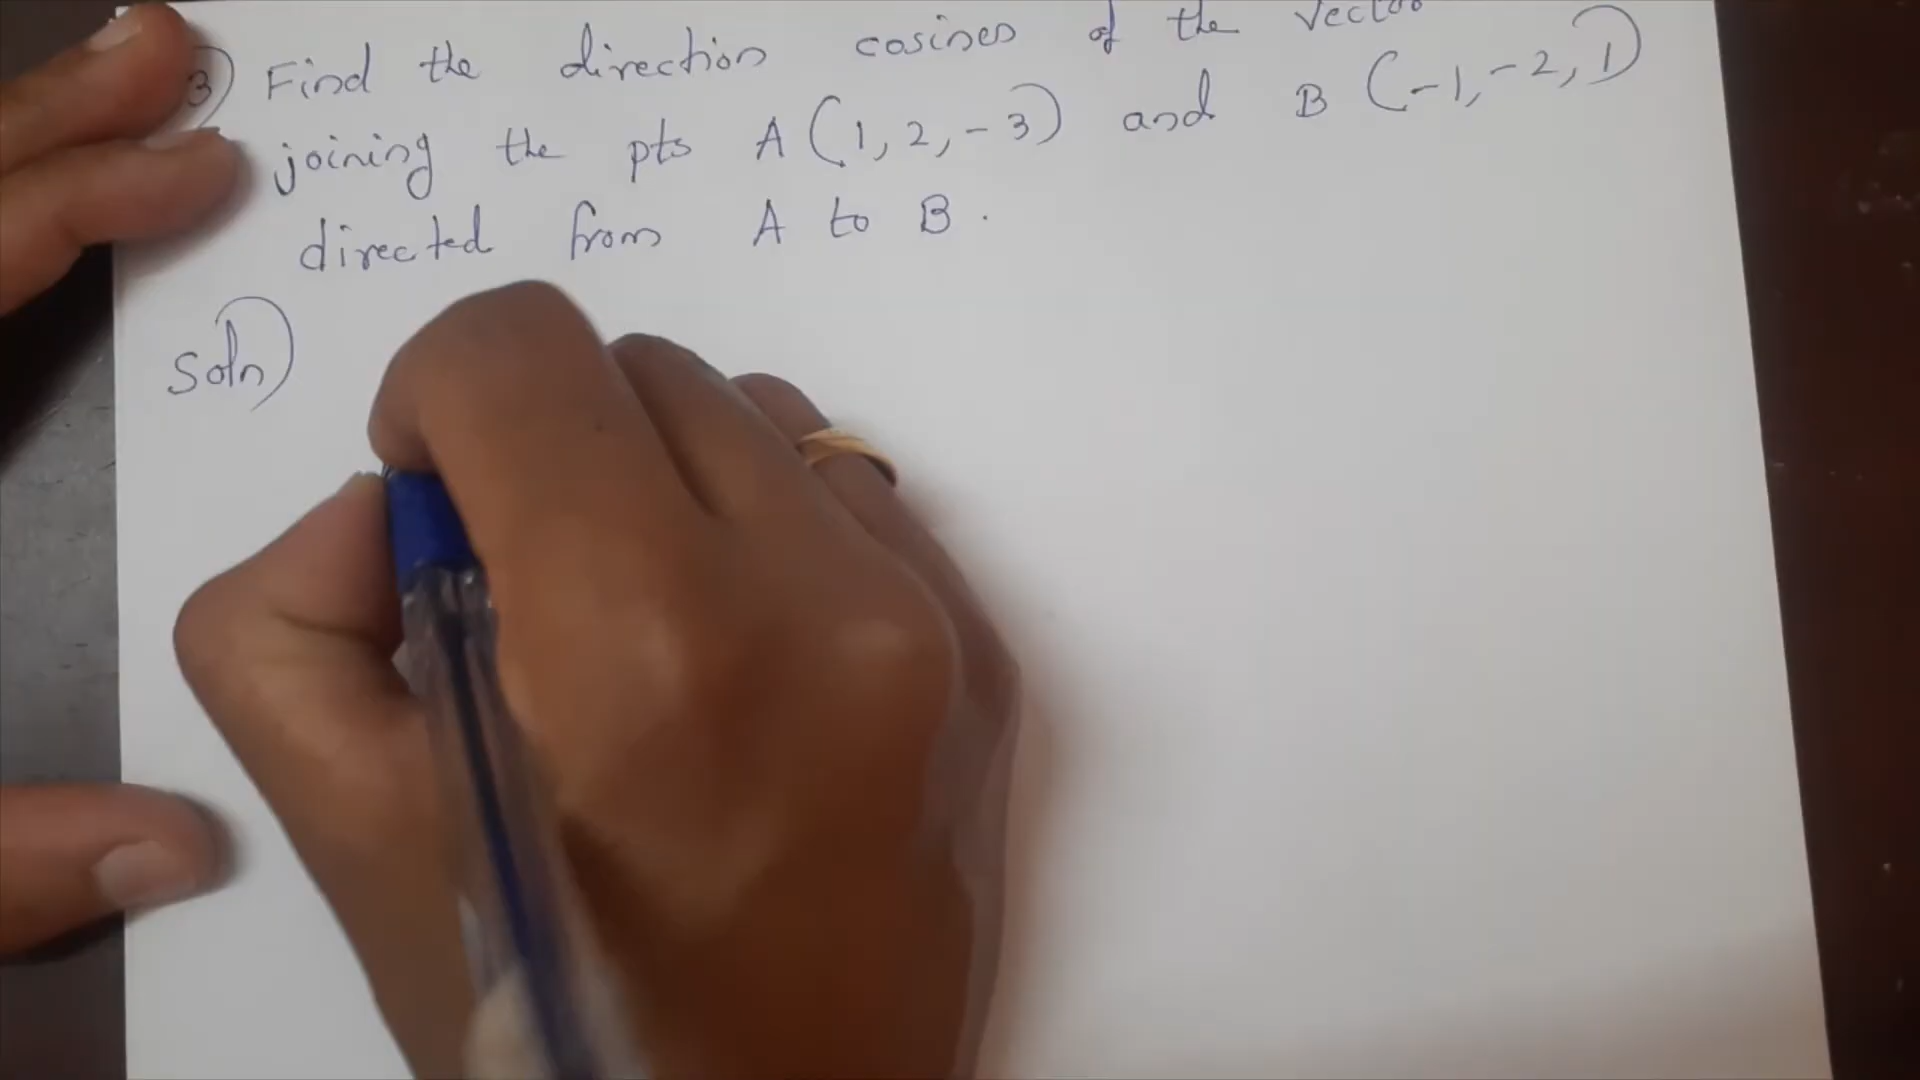 3) Find the direction cosines of the vector
joining the pts A (1, 2, -3) and B (-1, -2, 1)
directed from A to B.
Soln)